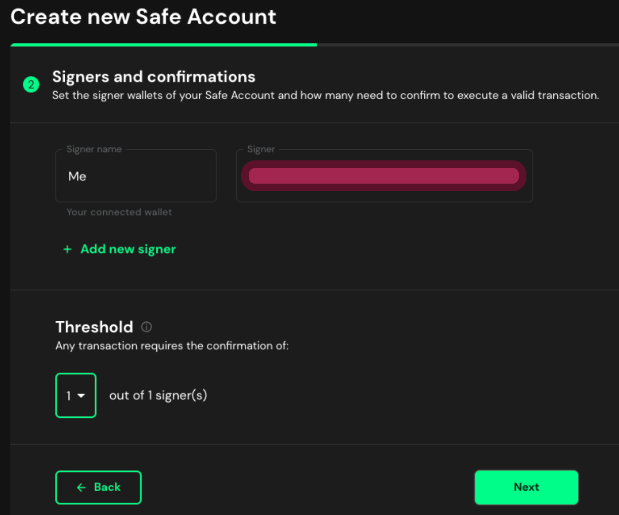 Create new Safe Account
2
Signers and confirmations
Set the signer wallets of your Safe Account and how many need to confirm to execute a valid transaction.
Signer name
Signer
Me
Your connected wallet
+ Add new signer
Threshold
Any transaction requires the confirmation of:
1
out of 1 signer(s)
← Back
Next